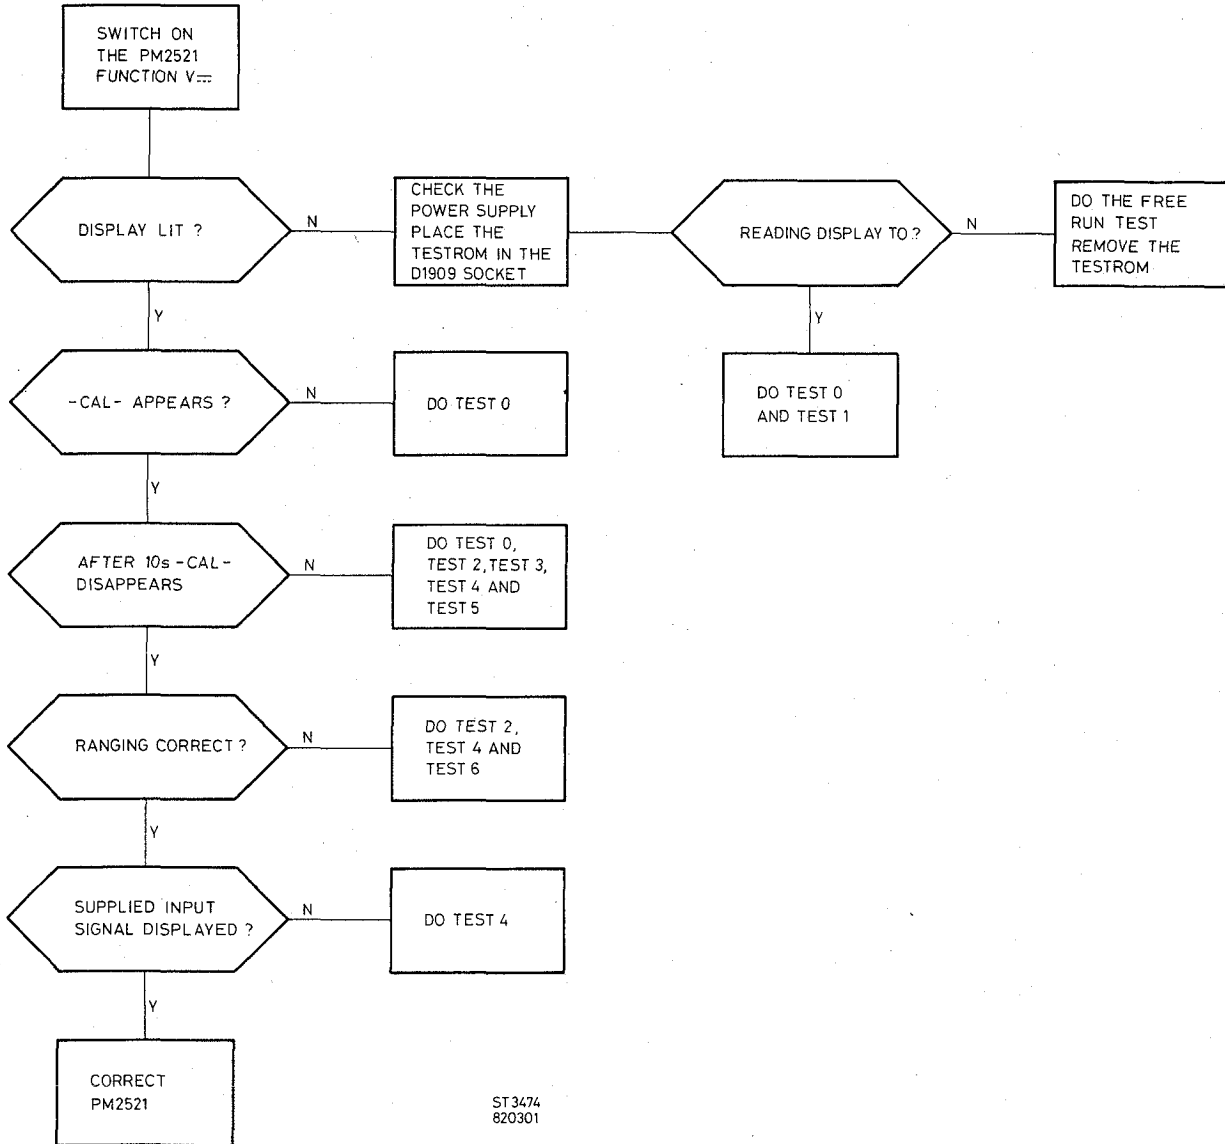 SWITCH ON
THE PM2521
FUNCTION V⎓
DISPLAY LIT ?
N
CHECK THE
POWER SUPPLY
PLACE THE
TESTROM IN THE
D1909 SOCKET
READING DISPLAY TO ?
N
DO THE FREE
RUN TEST
REMOVE THE
TESTROM
Y
Y
-CAL- APPEARS ?
N
DO TEST 0
DO TEST 0
AND TEST 1
Y
AFTER 10s -CAL-
DISAPPEARS
N
DO TEST 0,
TEST 2, TEST 3,
TEST 4 AND
TEST 5
Y
RANGING CORRECT ?
N
DO TEST 2,
TEST 4 AND
TEST 6
Y
SUPPLIED INPUT
SIGNAL DISPLAYED ?
N
DO TEST 4
Y
CORRECT
PM2521
ST3474
820301